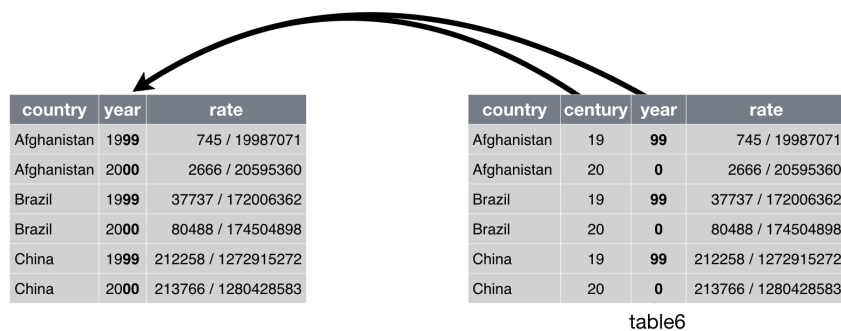 country year rate
Afghanistan 1999 745 / 19987071
Afghanistan 2000 2666 / 20595360
Brazil 1999 37737 / 172006362
Brazil 2000 80488 / 174504898
China 1999 212258 / 1272915272
China 2000 213766 / 1280428583
country century year rate
Afghanistan 19 99 745 / 19987071
Afghanistan 20 0 2666 / 20595360
Brazil 19 99 37737 / 172006362
Brazil 20 0 80488 / 174504898
China 19 99 212258 / 1272915272
China 20 0 213766 / 1280428583
table6